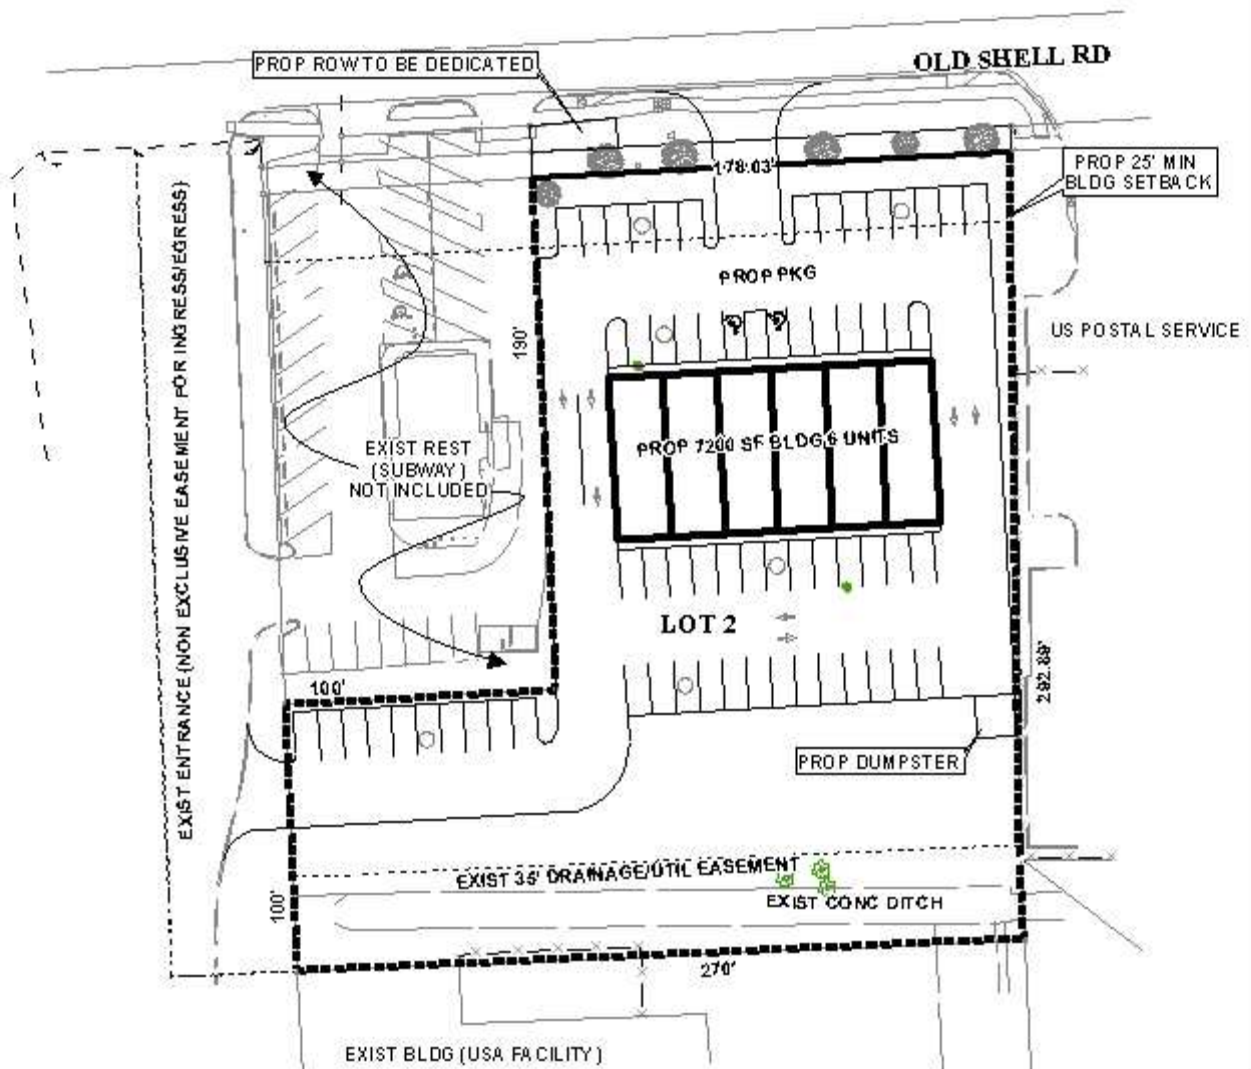 OLD SHELL RD
PROP ROW TO BE DEDICATED
178.03'
PROP 25' MIN
BLDG SETBACK
PROP PKG
US POSTAL SERVICE
190'
EXIST ENTRANCE (NON EXCLUSIVE EASEMENT FOR INGRESS/EGRESS)
EXIST REST
(SUBWAY)
NOT INCLUDED
PROP 7200 SF BLDG 6 UNITS
LOT 2
292.89'
100'
PROP DUMPSTER
EXIST 35' DRAINAGE/UTIL EASEMENT
EXIST CONC DITCH
100'
270'
EXIST BLDG (USA FACILITY)